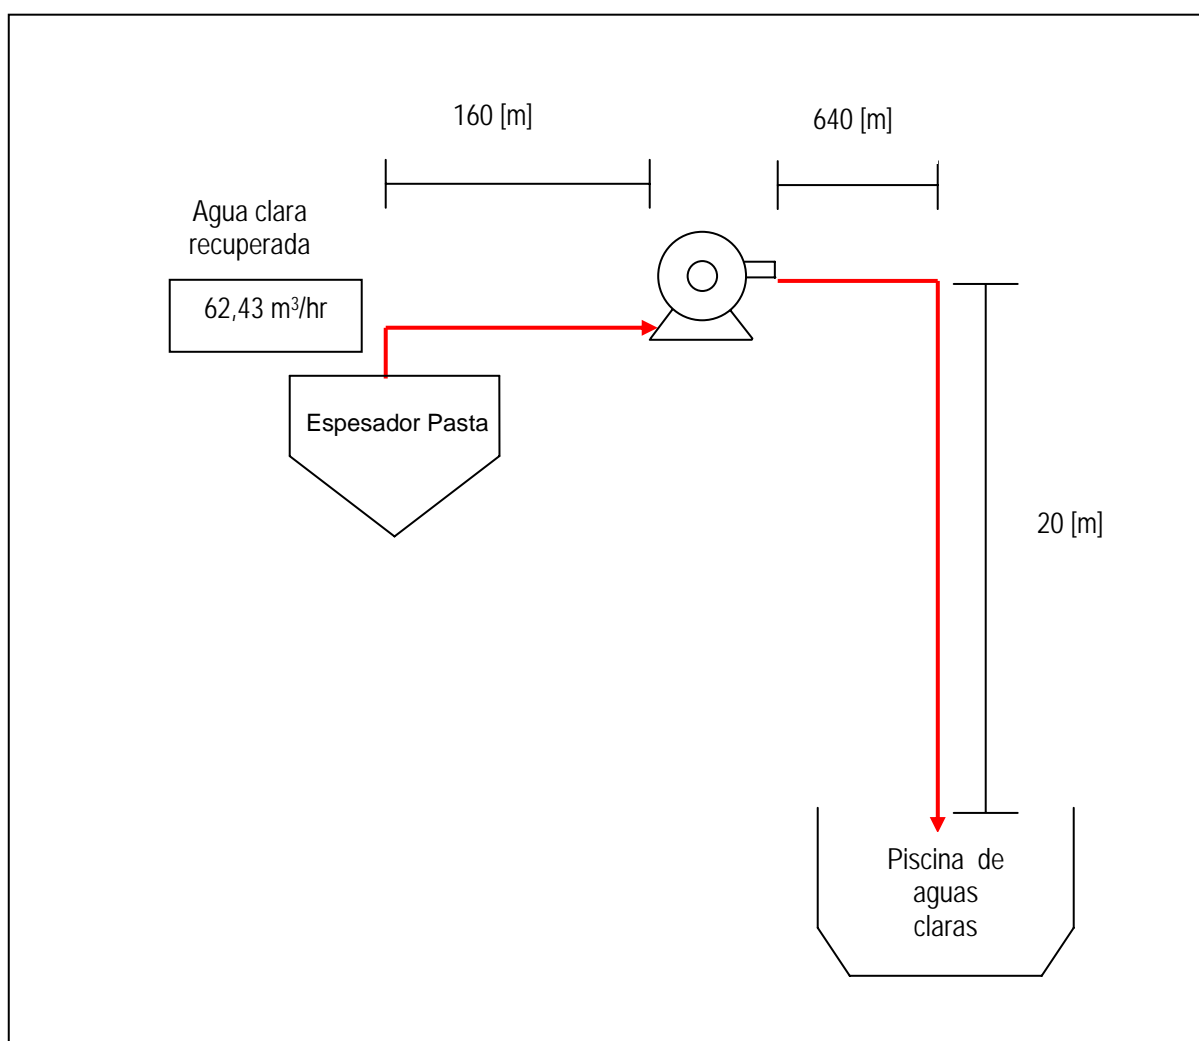 160 [m]
640 [m]
Agua clara
recuperada
62,43 m³/hr
Espesador Pasta
20 [m]
Piscina de
aguas
claras